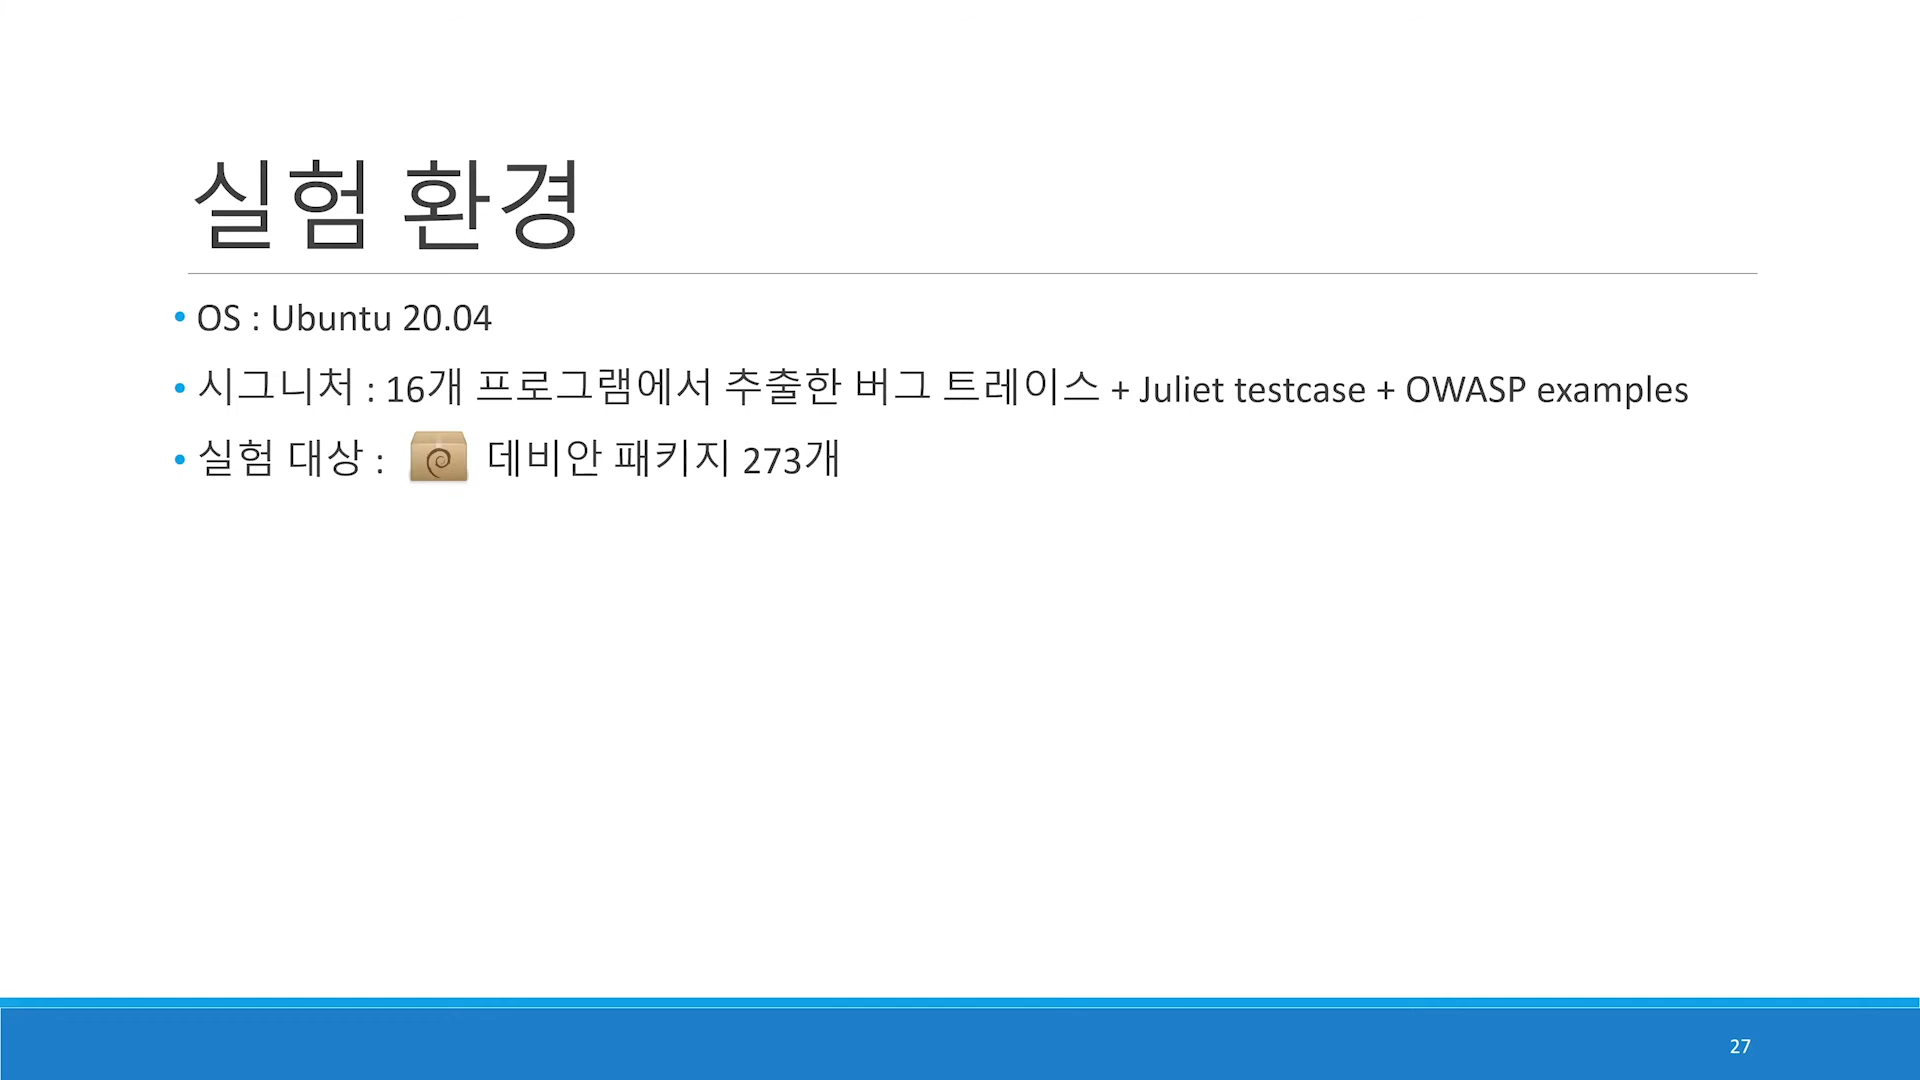 실험 환경
• OS : Ubuntu 20.04
• 시그니처 : 16개 프로그램에서 추출한 버그 트레이스 + Juliet testcase + OWASP examples
• 실험 대상 : 데비안 패키지 273개
27